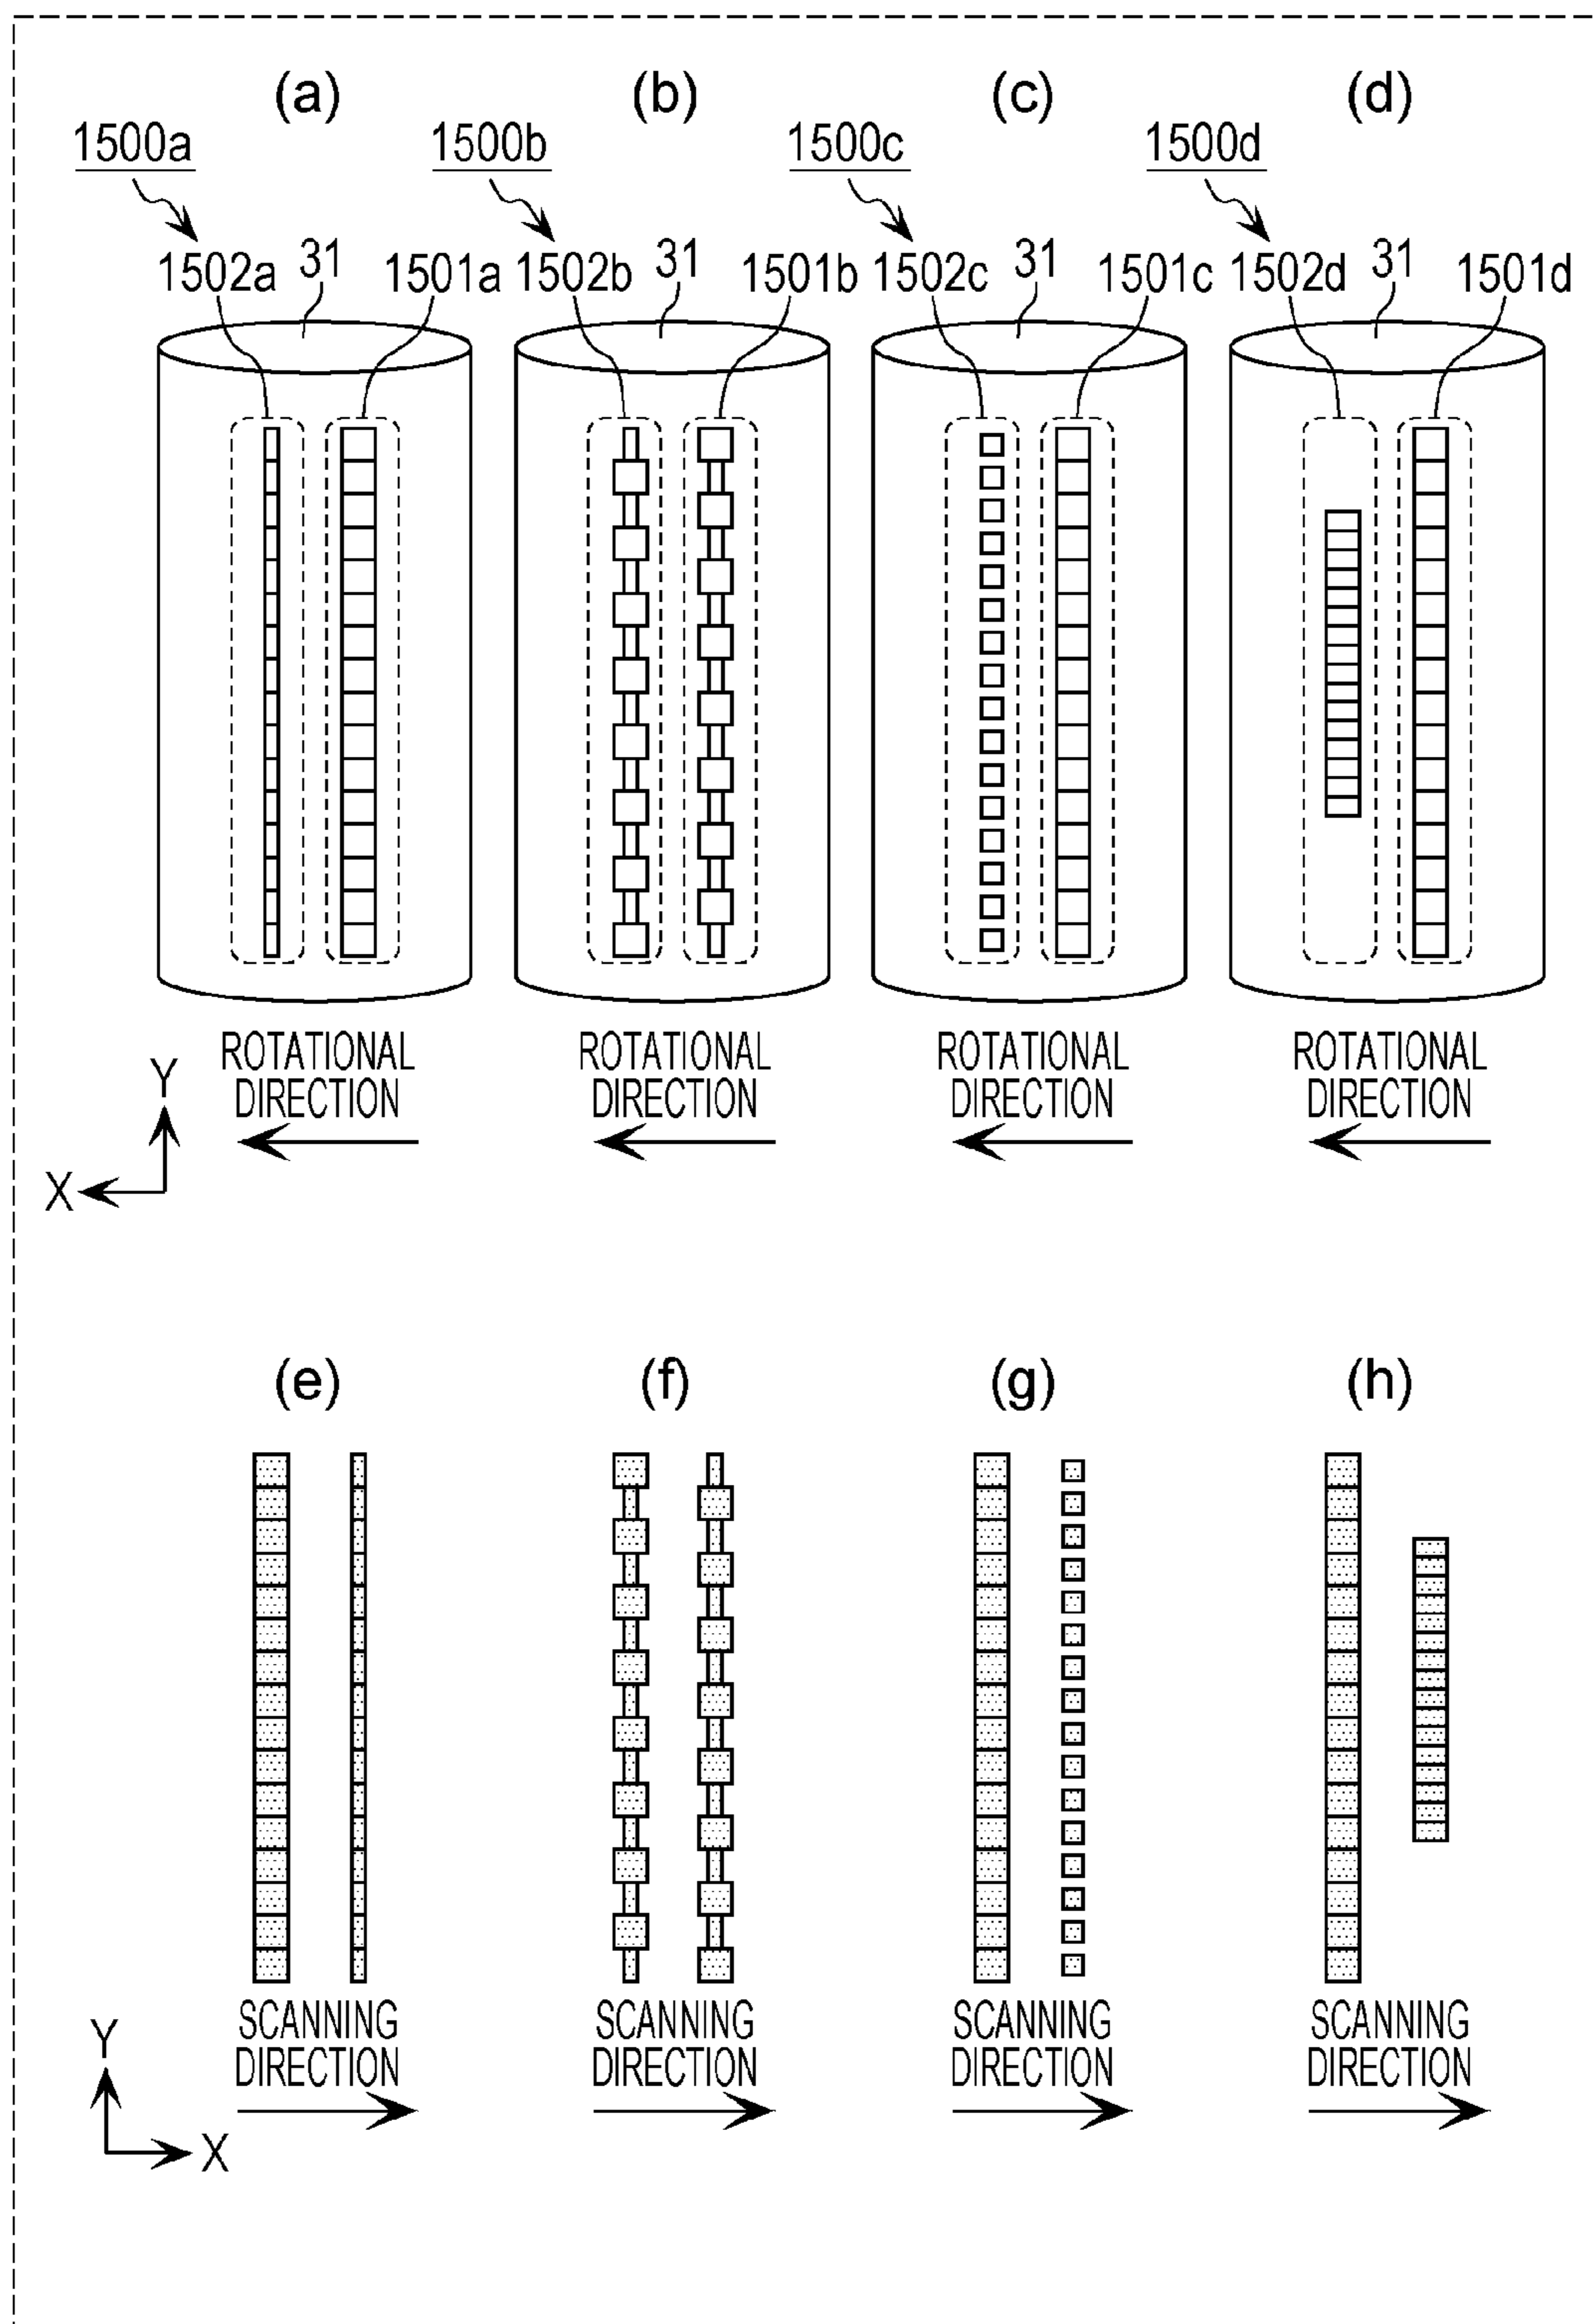 (a) (b) (c) (d)
1500a 1500b 1500c 1500d
1502a 31 1501a 1502b 31 1501b 1502c 31 1501c 1502d 31 1501d
ROTATIONAL ROTATIONAL ROTATIONAL ROTATIONAL
Y DIRECTION DIRECTION DIRECTION DIRECTION
X
(e) (f) (g) (h)
SCANNING SCANNING SCANNING SCANNING
Y DIRECTION DIRECTION DIRECTION DIRECTION
X